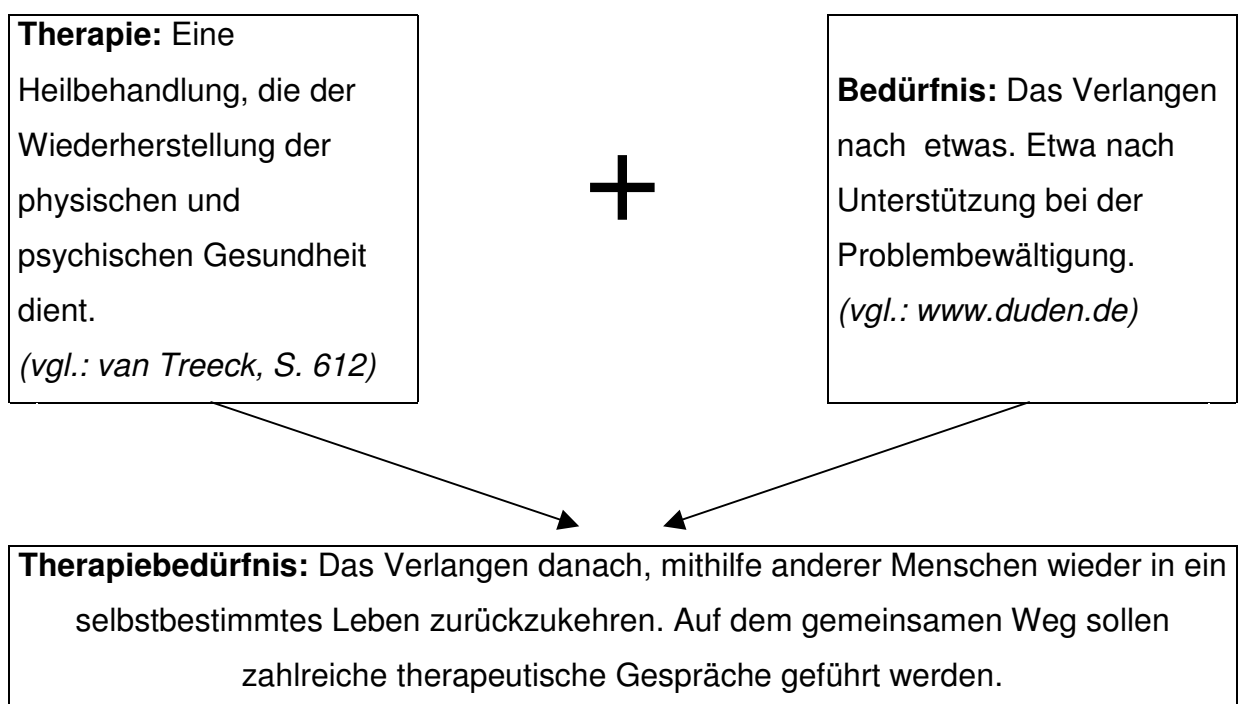 Therapie: Eine
Heilbehandlung, die der
Wiederherstellung der
physischen und
psychischen Gesundheit
dient.
(vgl.: van Treeck, S. 612)
+
Bedürfnis: Das Verlangen
nach etwas. Etwa nach
Unterstützung bei der
Problembewältigung.
(vgl.: www.duden.de)
Therapiebedürfnis: Das Verlangen danach, mithilfe anderer Menschen wieder in ein
selbstbestimmtes Leben zurückzukehren. Auf dem gemeinsamen Weg sollen
zahlreiche therapeutische Gespräche geführt werden.